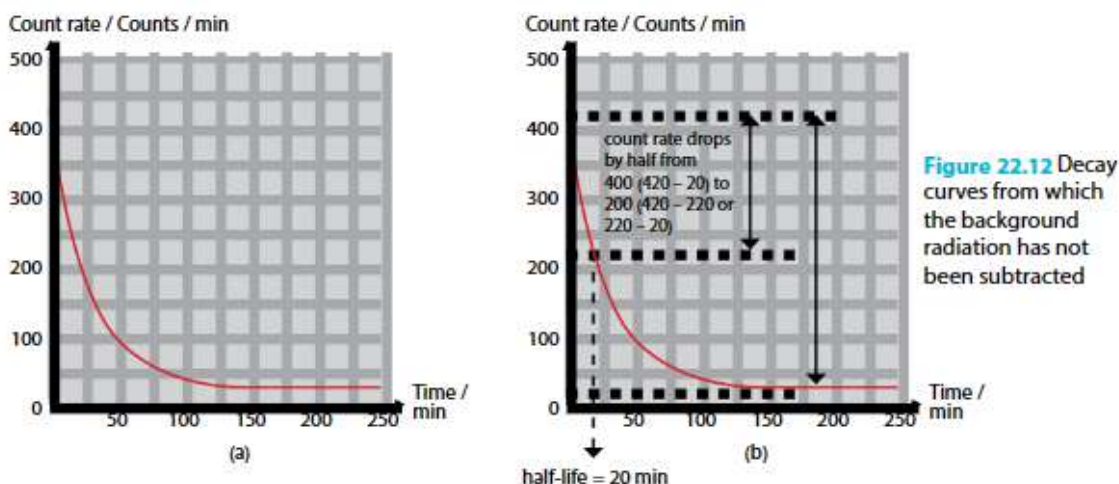 Count rate / Counts / min
500
400
300
200
100
0
50
100
150
200
250
Time /
min
(a)
Count rate / Counts / min
500
400
300
200
100
0
count rate drops
by half from
400 (420 – 20) to
200 (420 – 220 or
220 – 20)
50
100
150
200
250
Time /
min
(b)
half-life = 20 min
Figure 22.12 Decay
curves from which
the background
radiation has not
been subtracted